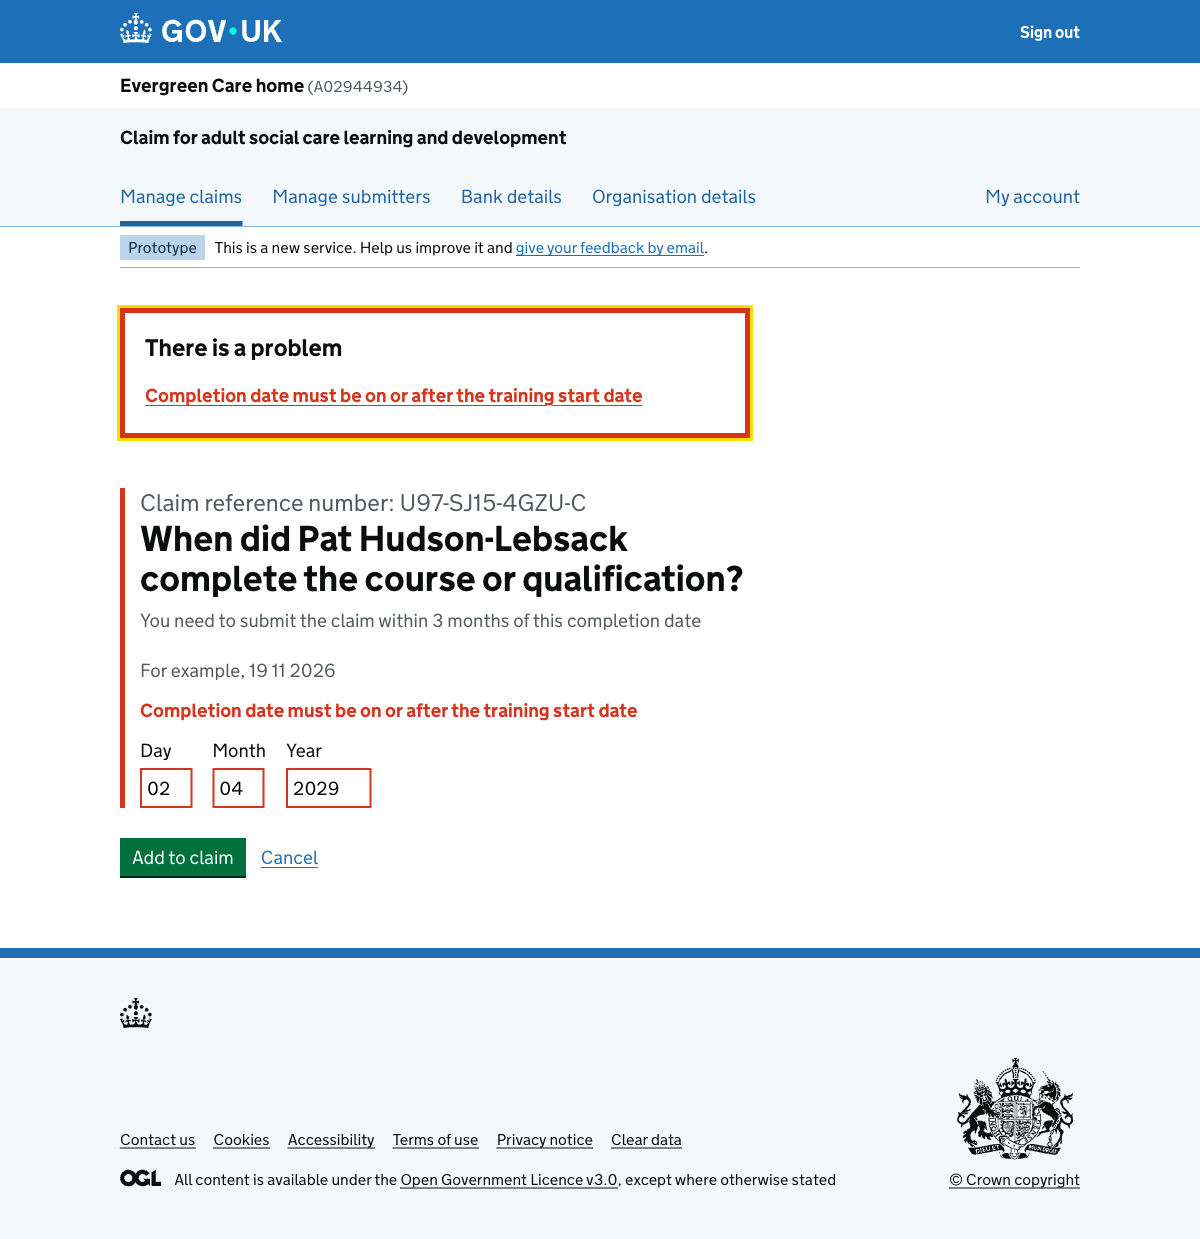 GOV·UK
Sign out
Evergreen Care home (A02944934)
Claim for adult social care learning and development
Manage claims Manage submitters Bank details Organisation details My account
Prototype This is a new service. Help us improve it and give your feedback by email.
There is a problem
Completion date must be on or after the training start date
Claim reference number: U97-SJ15-4GZU-C
When did Pat Hudson-Lebsack
complete the course or qualification?
You need to submit the claim within 3 months of this completion date
For example, 19 11 2026
Completion date must be on or after the training start date
Day Month Year
02 04 2029
Add to claim Cancel
Contact us Cookies Accessibility Terms of use Privacy notice Clear data
OGL All content is available under the Open Government Licence v3.0, except where otherwise stated
© Crown copyright